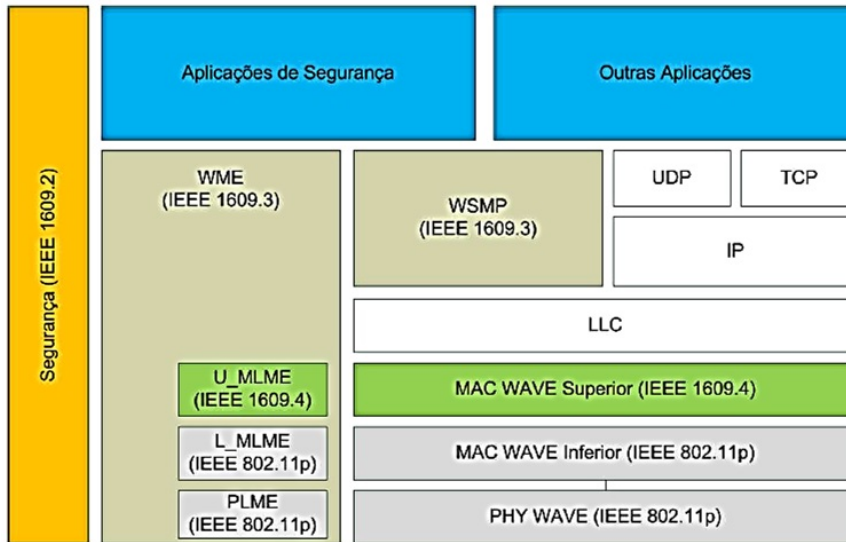 Segurança (IEEE 1609.2)
Aplicações de Segurança
Outras Aplicações
WME
(IEEE 1609.3)
WSMP
(IEEE 1609.3)
UDP
TCP
IP
LLC
U_MLME
(IEEE 1609.4)
MAC WAVE Superior (IEEE 1609.4)
L_MLME
(IEEE 802.11p)
MAC WAVE Inferior (IEEE 802.11p)
PLME
(IEEE 802.11p)
PHY WAVE (IEEE 802.11p)